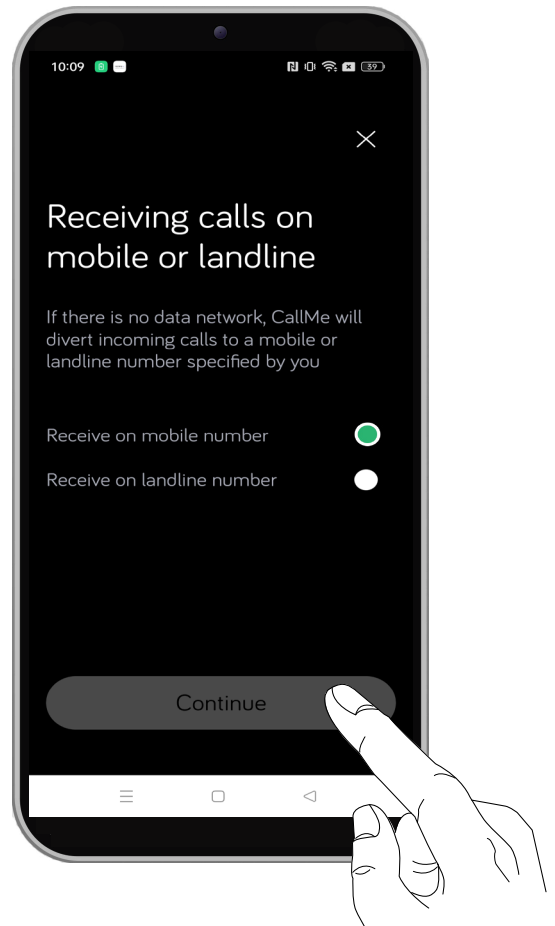 10:09
39
Receiving calls on
mobile or landline
If there is no data network, CallMe will
divert incoming calls to a mobile or
landline number specified by you
Receive on mobile number
Receive on landline number
Continue